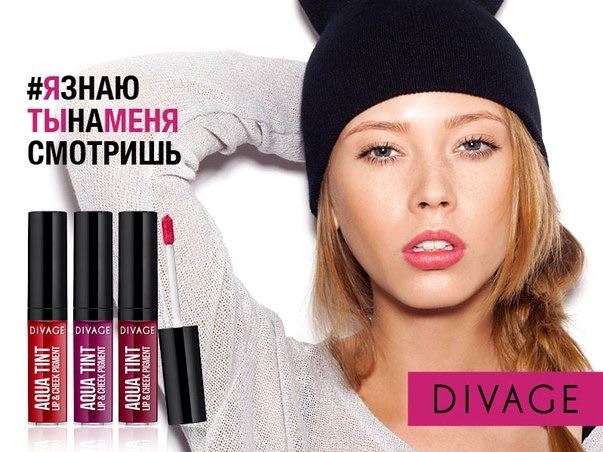 #ЯЗНАЮ
ТЫНАМЕНЯ
СМОТРИШЬ
DIVAGE
AQUA TINT
LIP & CHEEK PIGMENT
DIVAGE
AQUA TINT
LIP & CHEEK PIGMENT
DIVAGE
AQUA TINT
LIP & CHEEK PIGMENT
DIVAGE